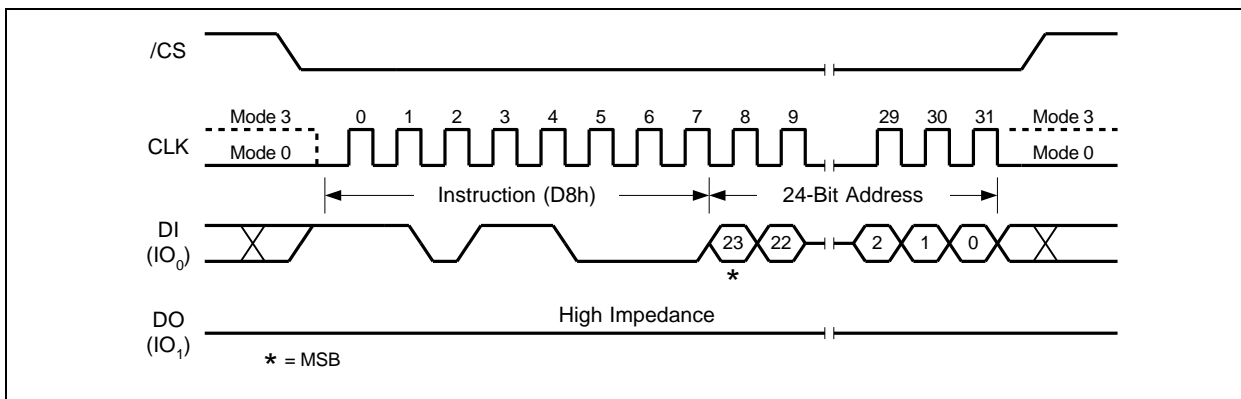 /CS
Mode 3 0 1 2 3 4 5 6 7 8 9 29 30 31 Mode 3
CLK
Mode 0 Mode 0
Instruction (D8h) 24-Bit Address
DI
(IO0) 23 22 2 1 0
*
High Impedance
DO
(IO1)
* = MSB